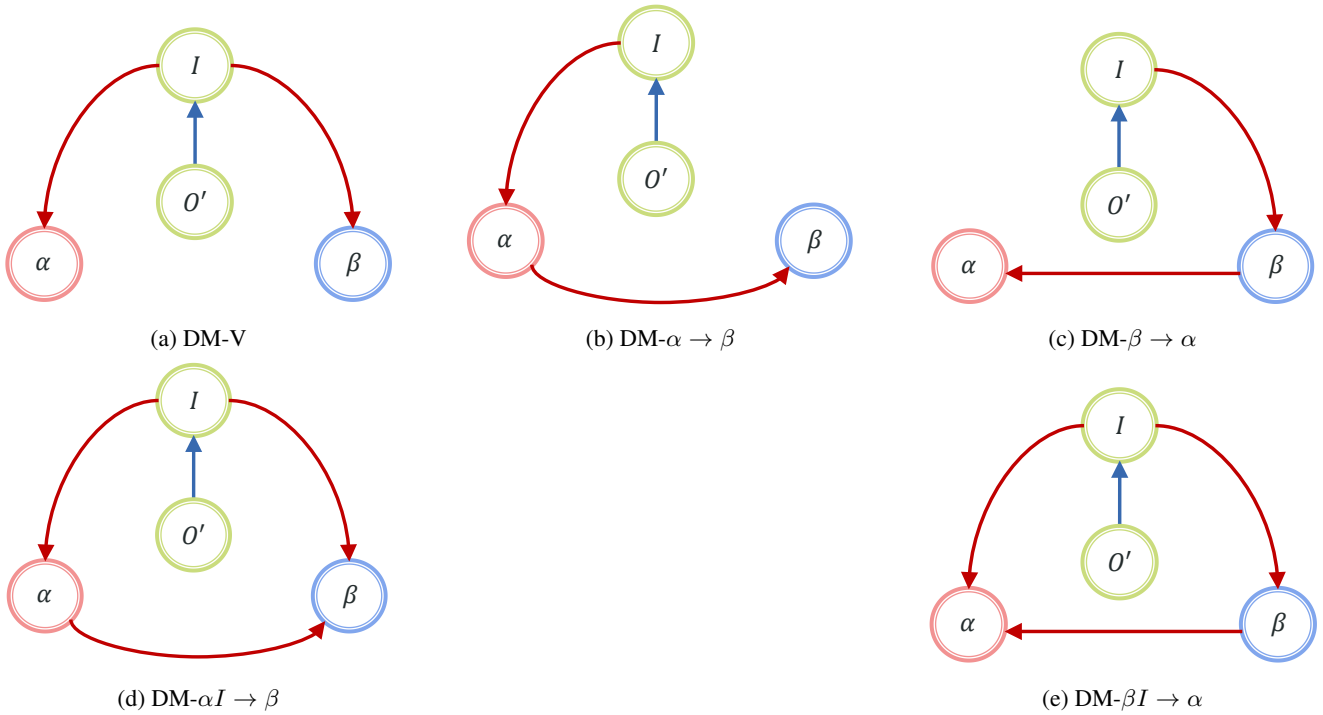 I
O′
α
β
(a) DM-V
I
O′
α
β
(b) DM-α → β
I
O′
α
β
(c) DM-β → α
I
O′
α
β
(d) DM-αI → β
I
O′
α
β
(e) DM-βI → α